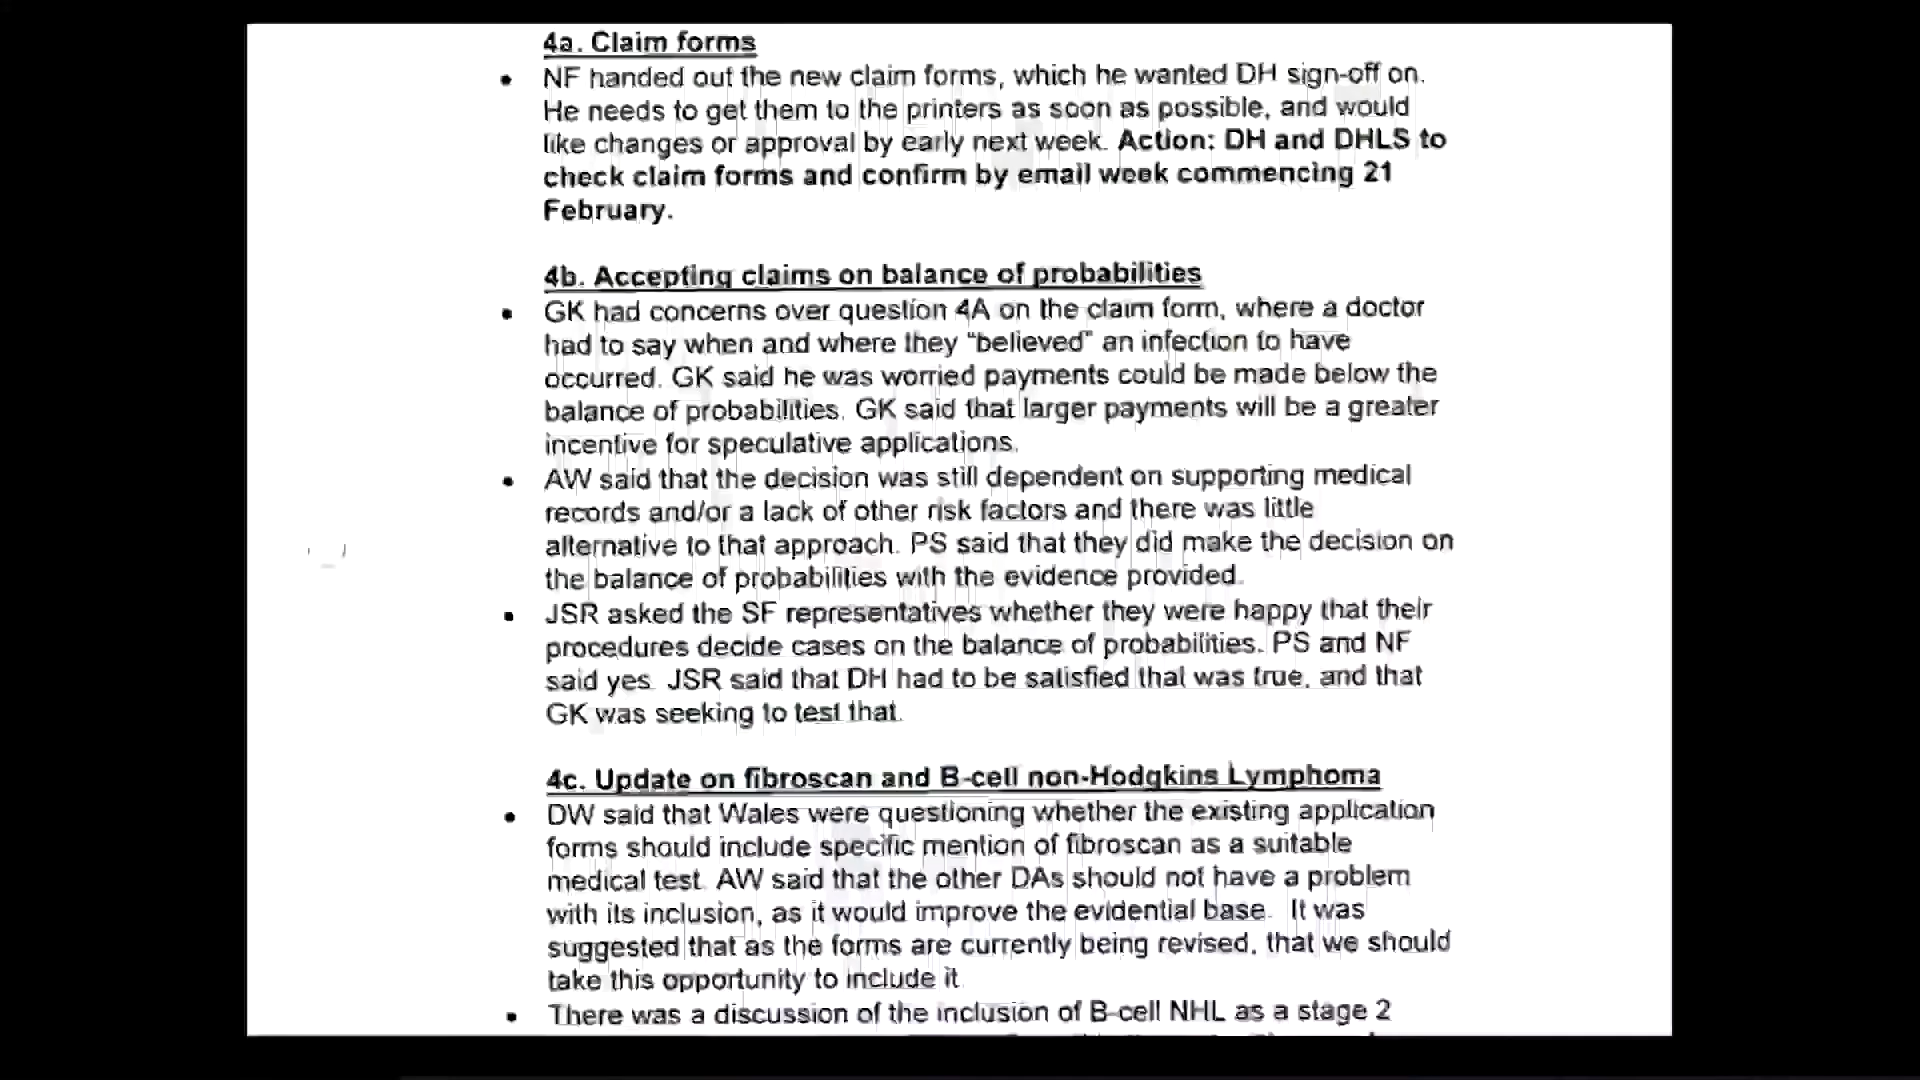 4a. Claim forms
• NF handed out the new claim forms, which he wanted DH sign-off on.
He needs to get them to the printers as soon as possible, and would
like changes or approval by early next week. Action: DH and DHLS to
check claim forms and confirm by email week commencing 21
February.
4b. Accepting claims on balance of probabilities
• GK had concerns over question 4A on the claim form, where a doctor
had to say when and where they "believed" an infection to have
occurred. GK said he was worried payments could be made below the
balance of probabilities. GK said that larger payments will be a greater
incentive for speculative applications.
• AW said that the decision was still dependent on supporting medical
records and/or a lack of other risk factors and there was little
alternative to that approach. PS said that they did make the decision on
the balance of probabilities with the evidence provided.
• JSR asked the SF representatives whether they were happy that their
procedures decide cases on the balance of probabilities. PS and NF
said yes. JSR said that DH had to be satisfied that was true, and that
GK was seeking to test that.
4c. Update on fibroscan and B-cell non-Hodgkins Lymphoma
• DW said that Wales were questioning whether the existing application
forms should include specific mention of fibroscan as a suitable
medical test. AW said that the other DAs should not have a problem
with its inclusion, as it would improve the evidential base. It was
suggested that as the forms are currently being revised, that we should
take this opportunity to include it.
• There was a discussion of the inclusion of B-cell NHL as a stage 2